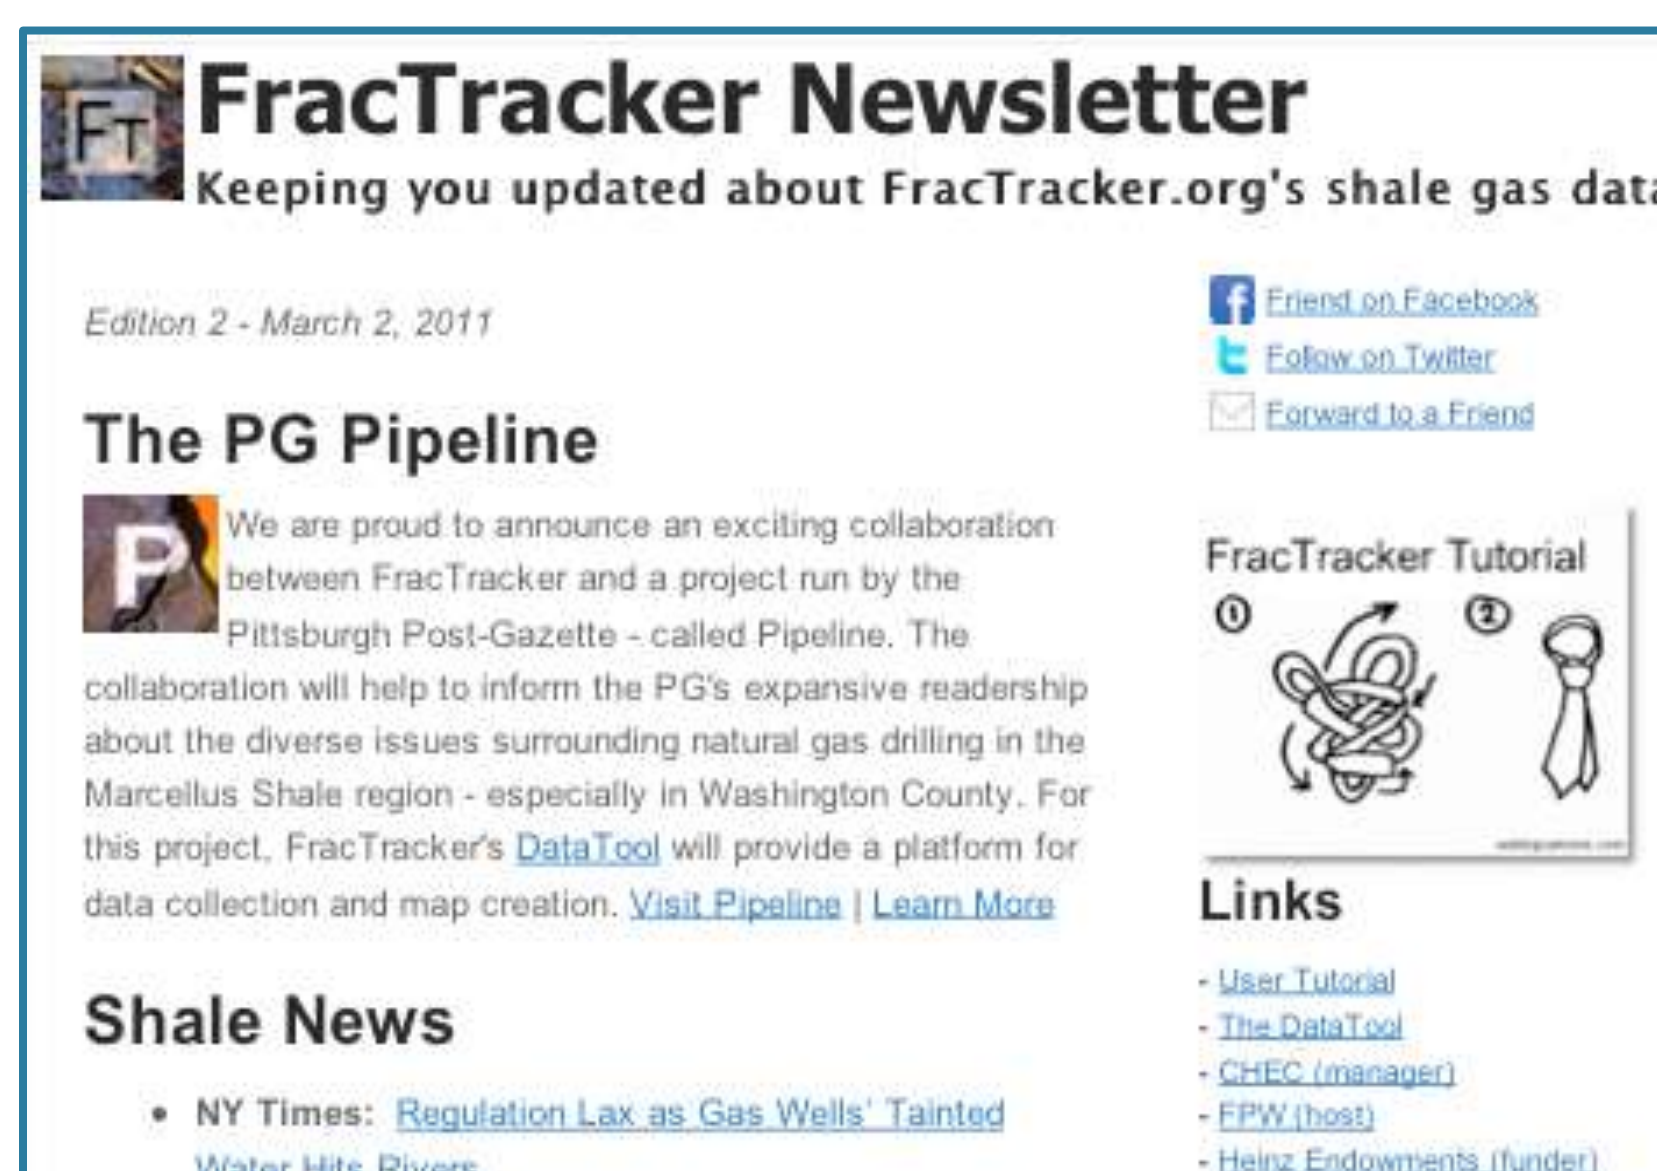 FT
FracTracker Newsletter
Keeping you updated about FracTracker.org's shale gas data
Edition 2 - March 2, 2011
The PG Pipeline
P
We are proud to announce an exciting collaboration
between FracTracker and a project run by the
Pittsburgh Post-Gazette - called Pipeline. The
collaboration will help to inform the PG's expansive readership
about the diverse issues surrounding natural gas drilling in the
Marcellus Shale region - especially in Washington County. For
this project, FracTracker's DataTool will provide a platform for
data collection and map creation. Visit Pipeline | Learn More
Shale News
• NY Times: Regulation Lax as Gas Wells' Tainted
Water Hits Rivers
f Friend on Facebook
t Follow on Twitter
Forward to a Friend
FracTracker Tutorial
1 2
Links
- User Tutorial
- The DataTool
- CHEC (manager)
- FPW (host)
- Heinz Endowments (funder)